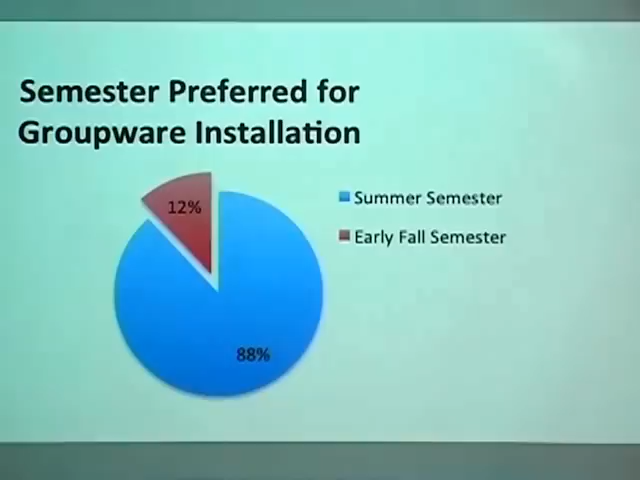 Semester Preferred for
Groupware Installation
12%
Summer Semester
Early Fall Semester
88%